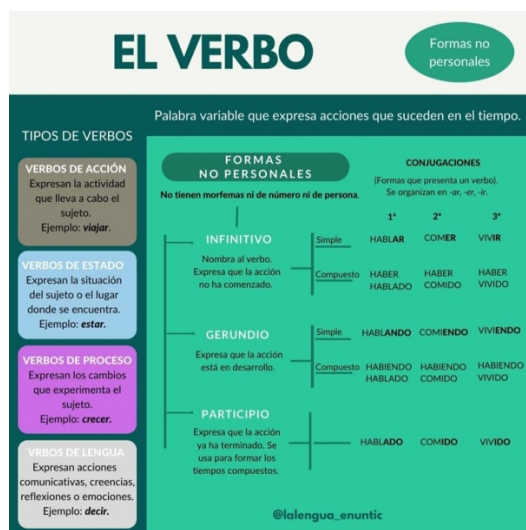 EL VERBO
Formas no
personales
Palabra variable que expresa acciones que suceden en el tiempo.
TIPOS DE VERBOS
VERBOS DE ACCIÓN
Expresan la actividad
que lleva a cabo el
sujeto.
Ejemplo: viajar.
VERBOS DE ESTADO
Expresan la situación
del sujeto o el lugar
donde se encuentra.
Ejemplo: estar.
VERBOS DE PROCESO
Expresan los cambios
que experimenta el
sujeto.
Ejemplo: crecer.
VRBOS DE LENGUA
Expresan acciones
comunicativas, creencias,
reflexiones o emociones.
Ejemplo: decir.
FORMAS
NO PERSONALES
No tienen morfemas ni de número ni de persona.
CONJUGACIONES
(Formas que presenta un verbo).
Se organizan en -ar, -er, -ir.
1ª 2ª 3ª
INFINITIVO
Nombra al verbo.
Expresa que la acción
no ha comenzado.
Simple HABLAR COMER VIVIR
Compuesto HABER HABER HABER
HABLADO COMIDO VIVIDO
GERUNDIO
Expresa que la acción
está en desarrollo.
Simple HABLANDO COMIENDO VIVIENDO
Compuesto HABIENDO HABIENDO HABIENDO
HABLADO COMIDO VIVIDO
PARTICIPIO
Expresa que la acción
ya ha terminado. Se
usa para formar los
tiempos compuestos.
HABLADO COMIDO VIVIDO
@lalengua_enuntic